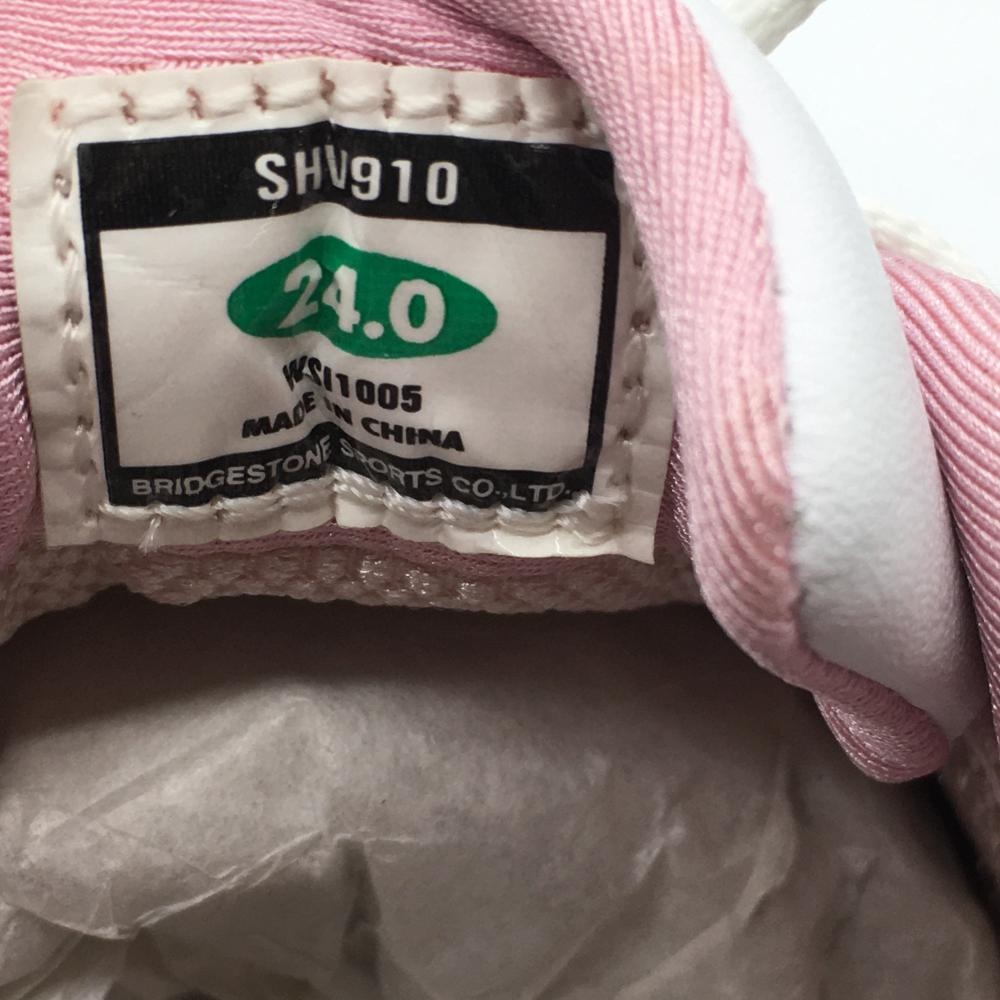 SHV910
24.0
WSI1005
MADE IN CHINA
BRIDGESTONE SPORTS CO.,LTD.